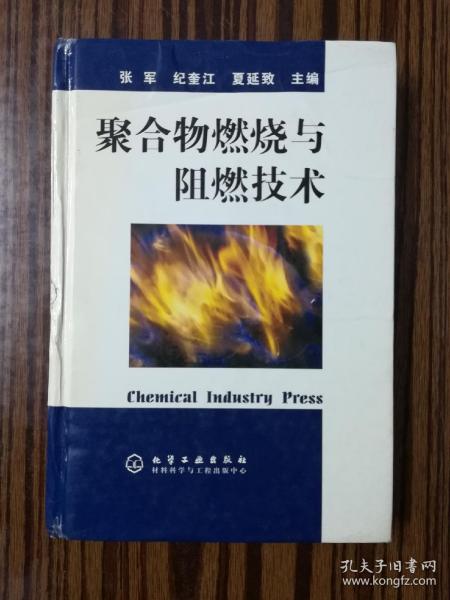 张 军 纪奎江 夏延致 主编
聚合物燃烧与
阻燃技术
Chemical Industry Press
化学工业出版社
材料科学与工程出版中心
孔夫子旧书网
www.kongfz.com